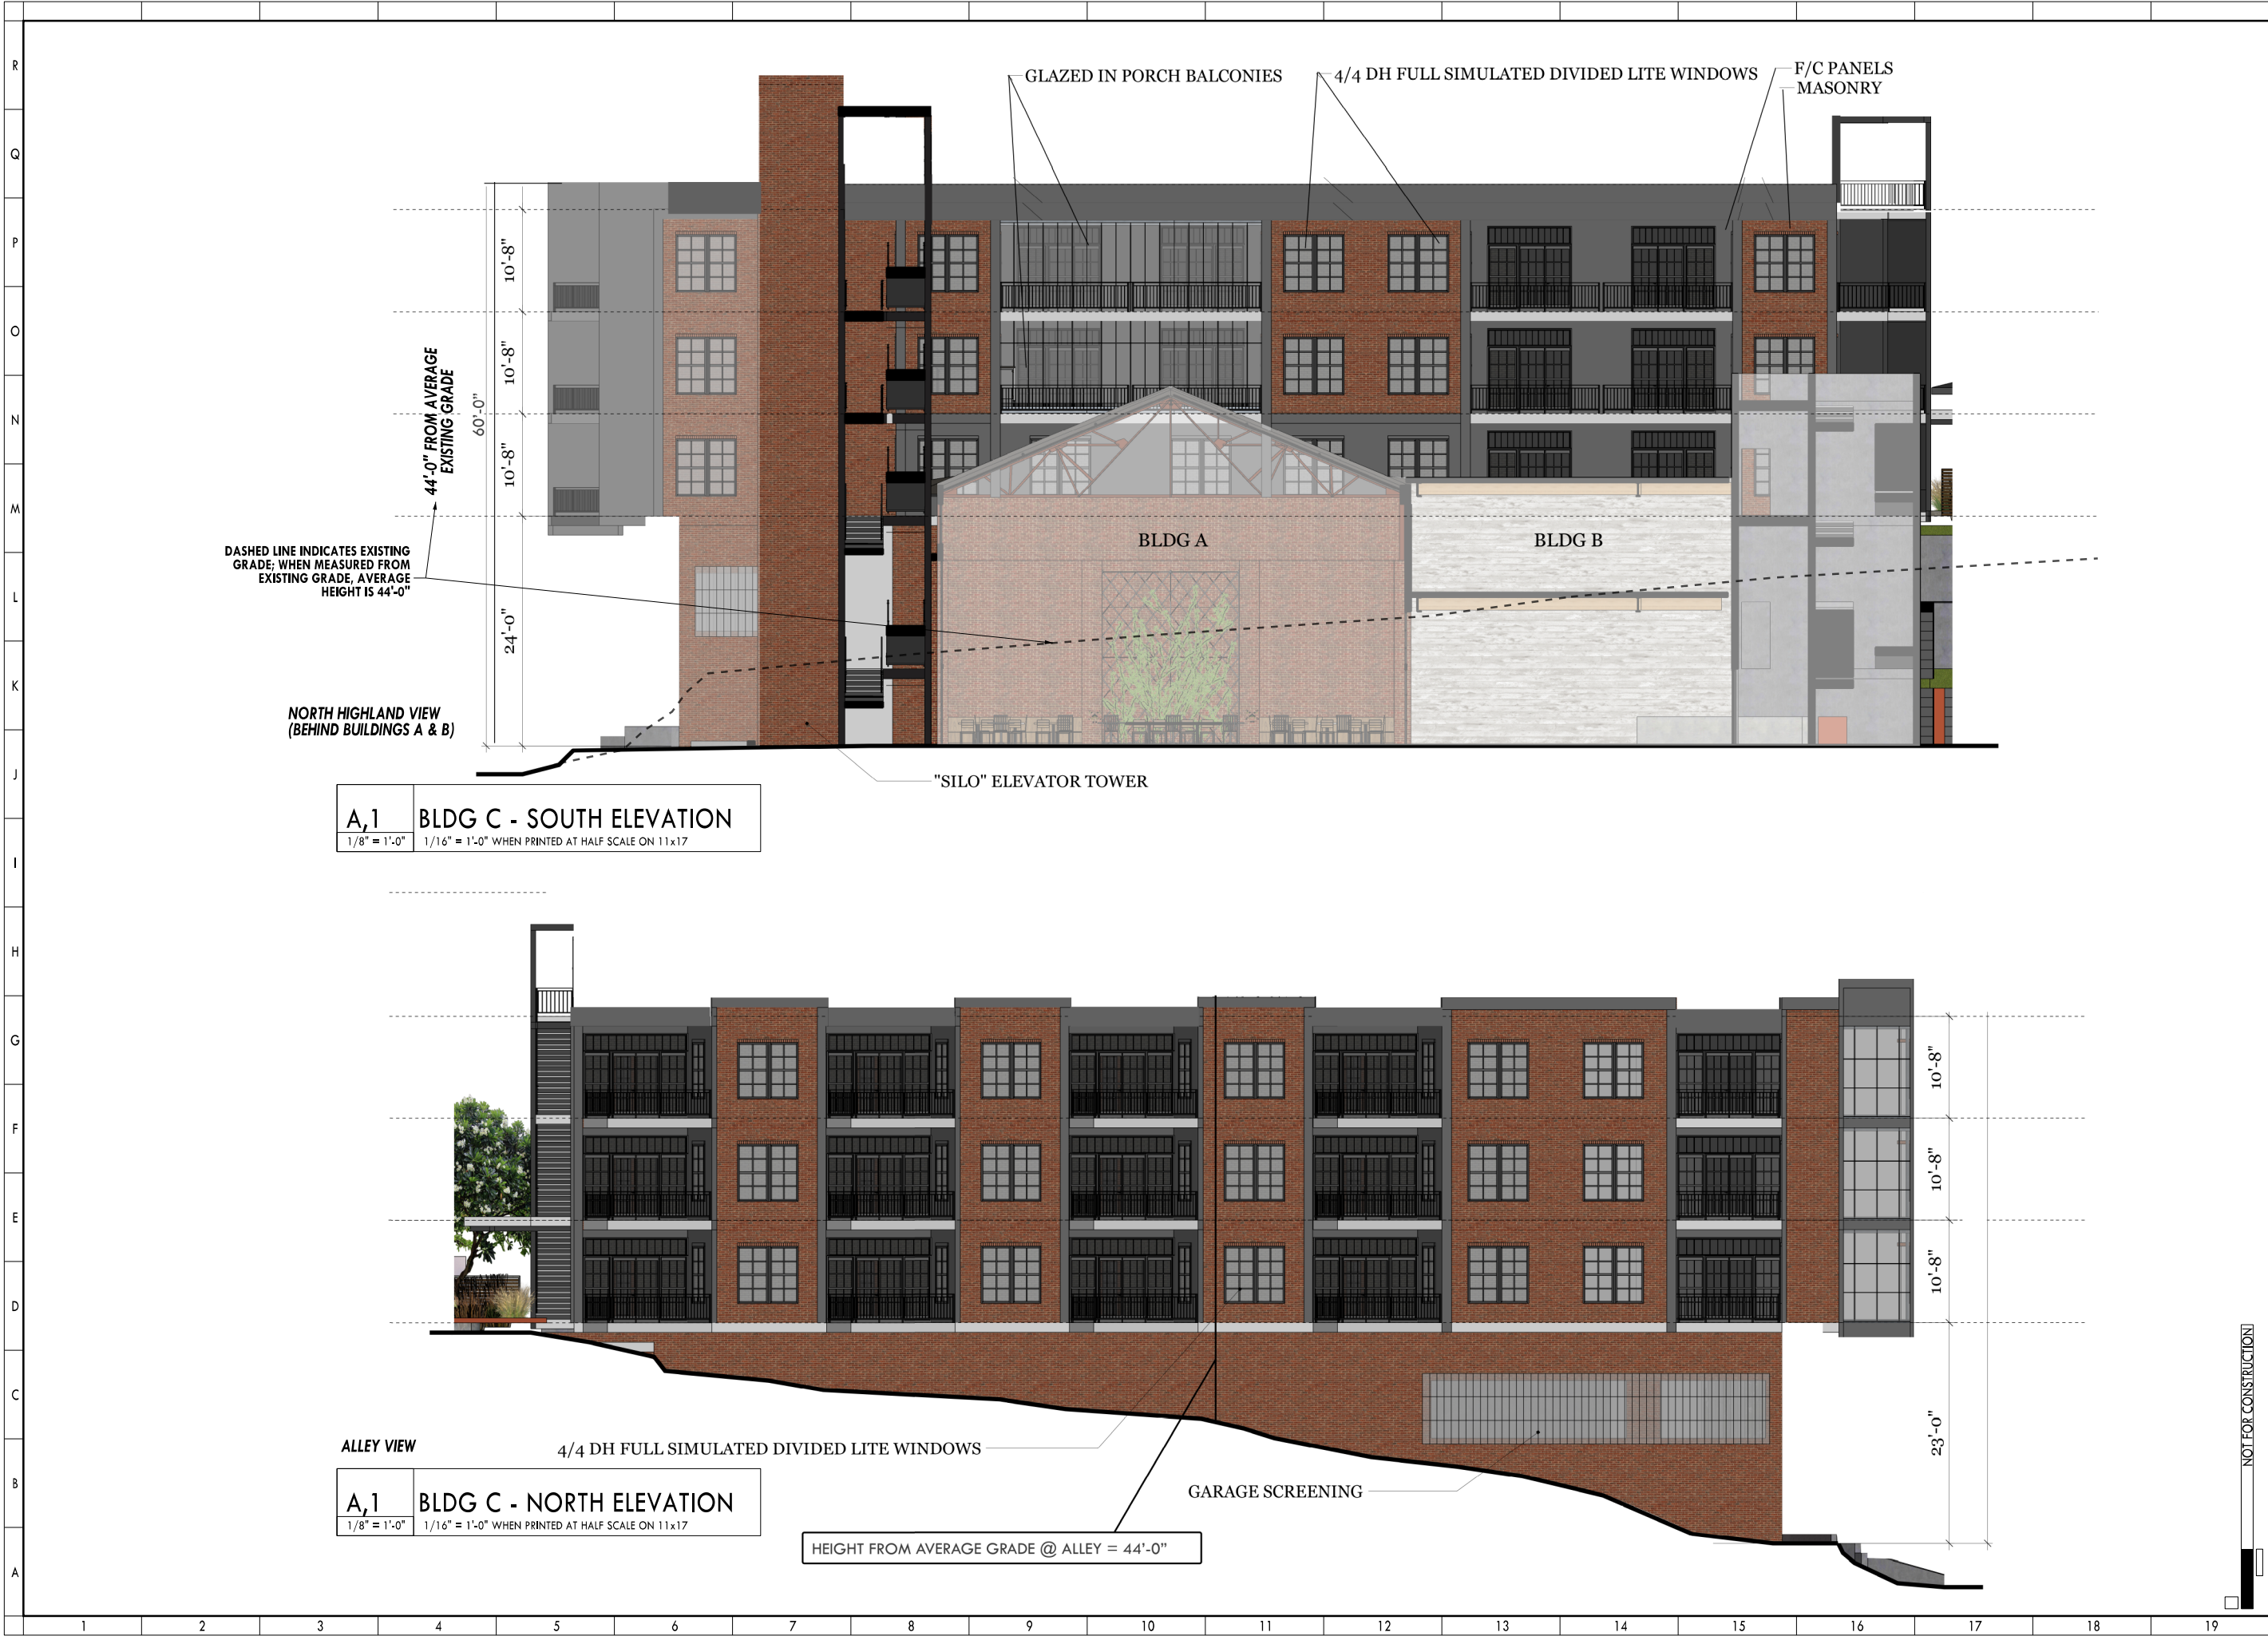 R
Q
P
O
N
M
L
K
J
I
H
G
F
E
D
C
B
A
GLAZED IN PORCH BALCONIES
4/4 DH FULL SIMULATED DIVIDED LITE WINDOWS
F/C PANELS
MASONRY
10'-8"
10'-8"
10'-8"
24'-0"
60'-0"
44'-0" FROM AVERAGE
EXISTING GRADE
DASHED LINE INDICATES EXISTING
GRADE; WHEN MEASURED FROM
EXISTING GRADE, AVERAGE
HEIGHT IS 44'-0"
BLDG A
BLDG B
NORTH HIGHLAND VIEW
(BEHIND BUILDINGS A & B)
"SILO" ELEVATOR TOWER
A,1
BLDG C - SOUTH ELEVATION
1/8" = 1'-0"
1/16" = 1'-0" WHEN PRINTED AT HALF SCALE ON 11x17
10'-8"
10'-8"
10'-8"
23'-0"
ALLEY VIEW
4/4 DH FULL SIMULATED DIVIDED LITE WINDOWS
GARAGE SCREENING
A,1
BLDG C - NORTH ELEVATION
1/8" = 1'-0"
1/16" = 1'-0" WHEN PRINTED AT HALF SCALE ON 11x17
HEIGHT FROM AVERAGE GRADE @ ALLEY = 44'-0"
NOT FOR CONSTRUCTION
1 2 3 4 5 6 7 8 9 10 11 12 13 14 15 16 17 18 19